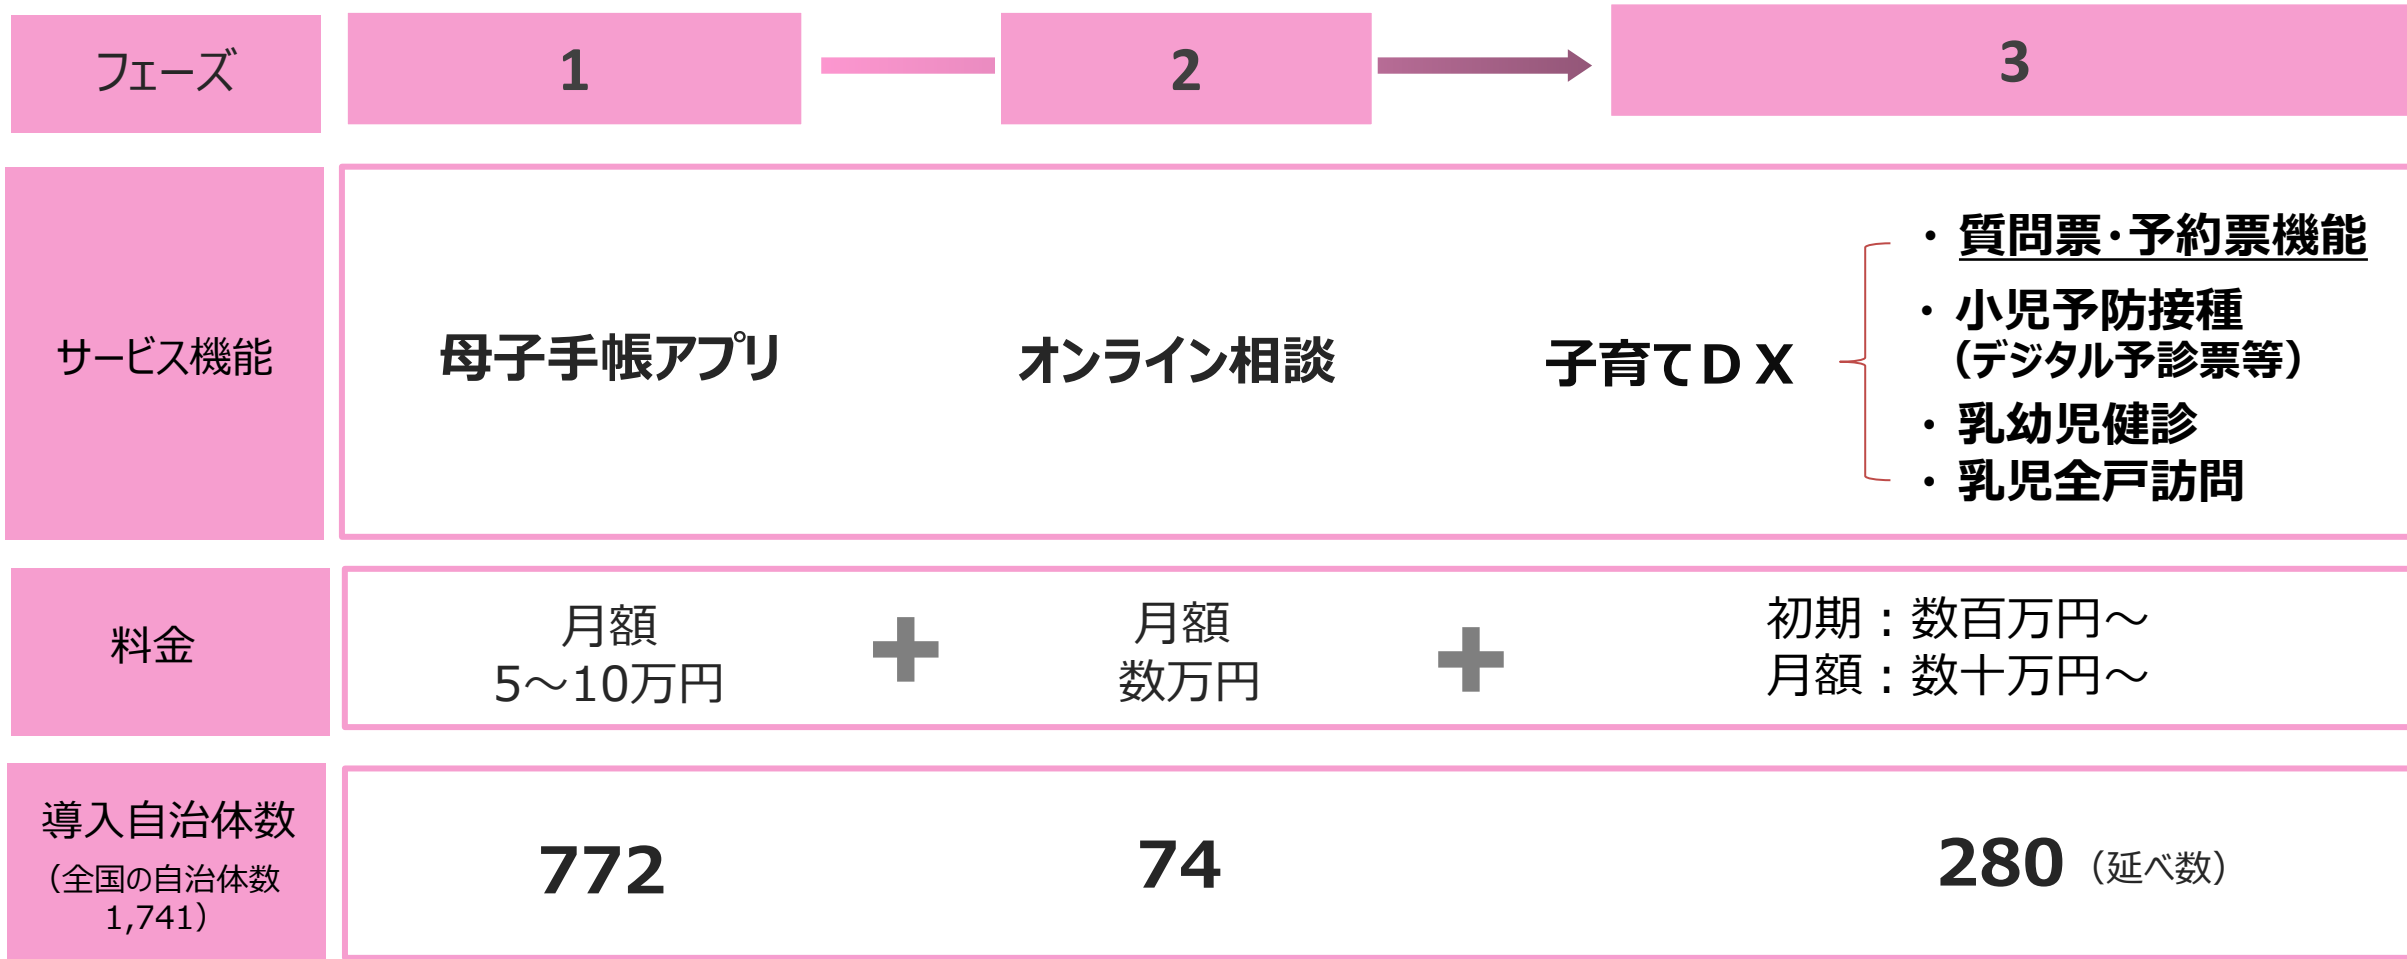 フェーズ
1
2
3
サービス機能
母子手帳アプリ
オンライン相談
子育てＤＸ
・質問票・予約票機能
・小児予防接種
（デジタル予診票等）
・乳幼児健診
・乳児全戸訪問
料金
月額
5～10万円
月額
数万円
初期：数百万円～
月額：数十万円～
導入自治体数
（全国の自治体数
1,741）
772
74
280（延べ数）